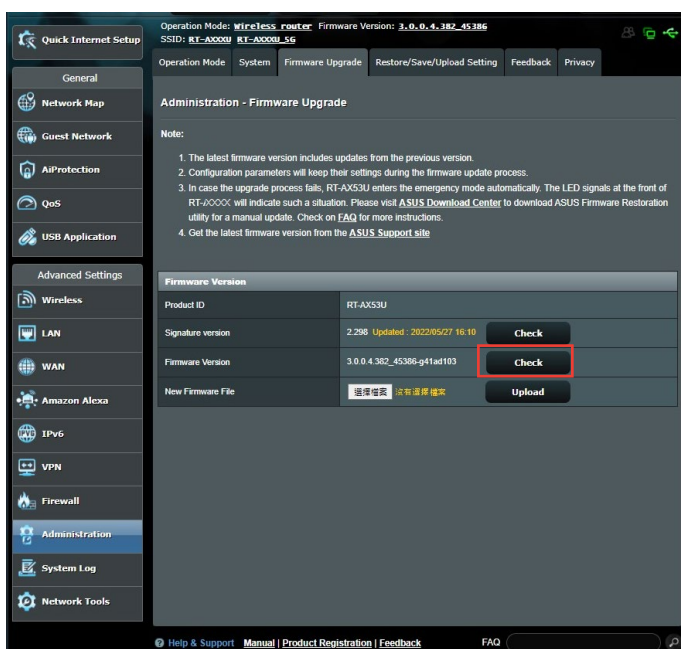 Operation Mode: Wireless router Firmware Version: 3.0.0.4.382_45386
SSID: RT-AXXXU RT-AXXXU_5G
Quick Internet Setup
General
Network Map
Guest Network
AiProtection
QoS
USB Application
Advanced Settings
Wireless
LAN
WAN
Amazon Alexa
IPv6
VPN
Firewall
Administration
System Log
Network Tools
Operation Mode System Firmware Upgrade Restore/Save/Upload Setting Feedback Privacy
Administration - Firmware Upgrade
Note:
1. The latest firmware version includes updates from the previous version.
2. Configuration parameters will keep their settings during the firmware update process.
3. In case the upgrade process fails, RT-AX53U enters the emergency mode automatically. The LED signals at the front of
RT-AXXXX will indicate such a situation. Please visit ASUS Download Center to download ASUS Firmware Restoration
utility for a manual update. Check on FAQ for more instructions.
4. Get the latest firmware version from the ASUS Support site
Firmware Version
Product ID RT-AX53U
Signature version 2.298 Updated : 2022/05/27 16:10 Check
Firmware Version 3.0.0.4.382_45386-g41ad103 Check
New Firmware File 選擇檔案 沒有選擇檔案 Upload
Help & Support Manual | Product Registration | Feedback FAQ